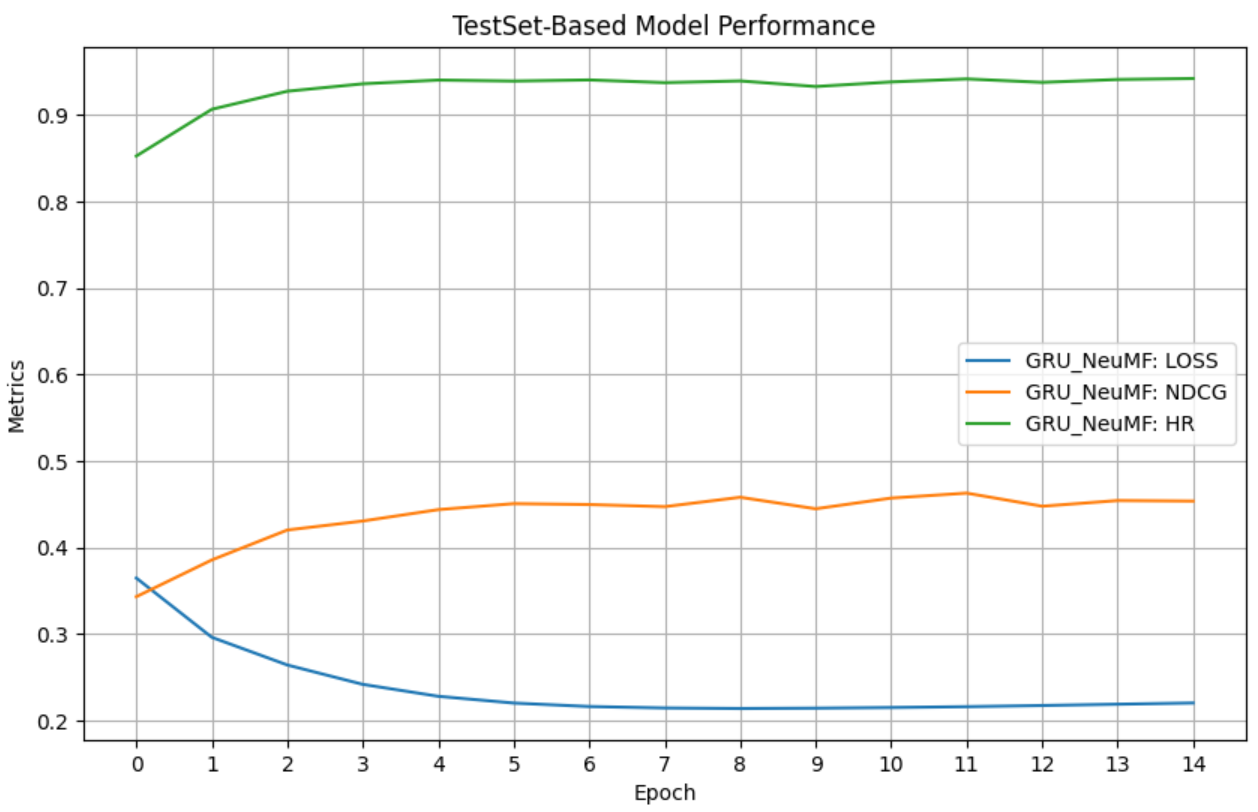 TestSet-Based Model Performance
Metrics
0.9
0.8
0.7
0.6
0.5
0.4
0.3
0.2
GRU_NeuMF: LOSS
GRU_NeuMF: NDCG
GRU_NeuMF: HR
0 1 2 3 4 5 6 7 8 9 10 11 12 13 14
Epoch